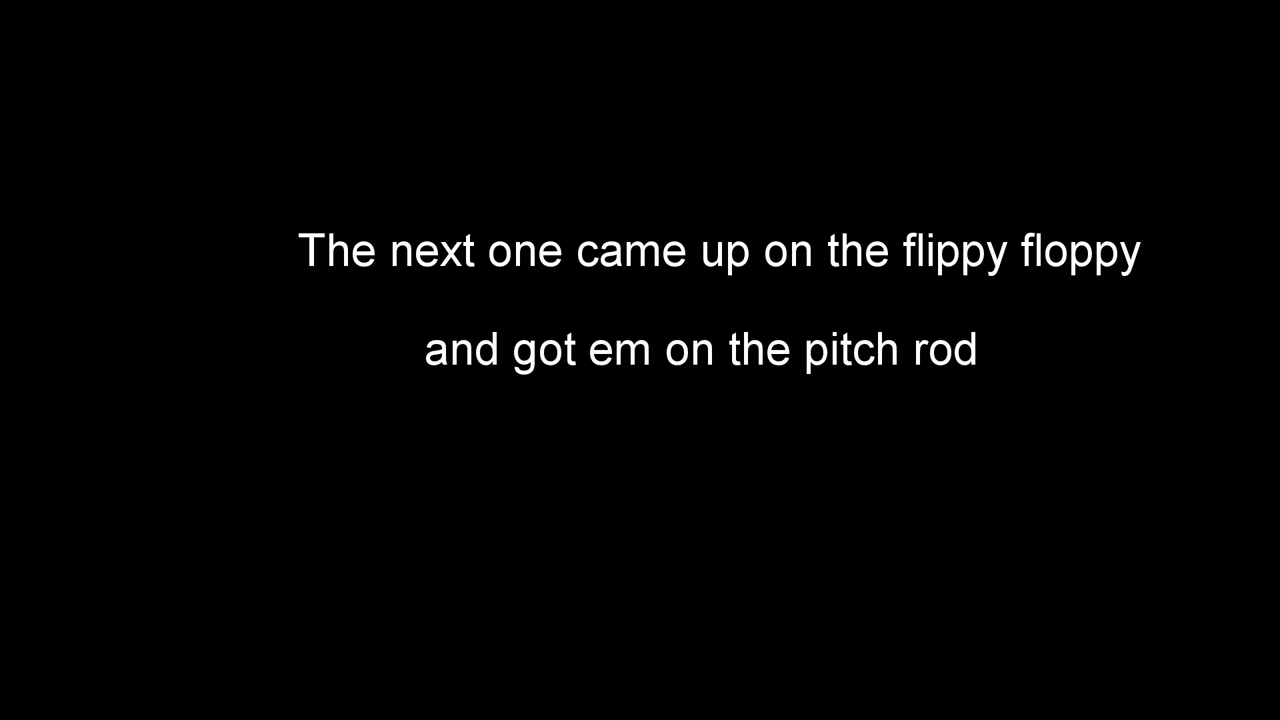 The next one came up on the flippy floppy
and got em on the pitch rod